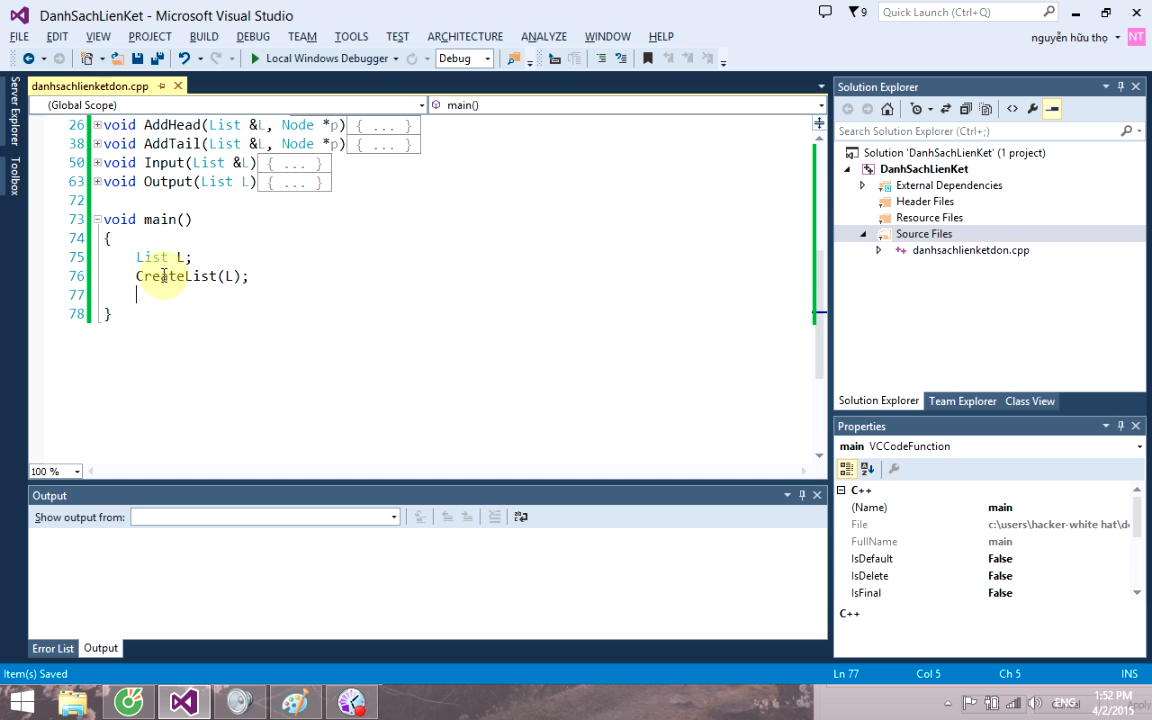 DanhSachLienKet - Microsoft Visual Studio
9
Quick Launch (Ctrl+Q)
FILE EDIT VIEW PROJECT BUILD DEBUG TEAM TOOLS TEST ARCHITECTURE ANALYZE WINDOW HELP
nguyễn hữu thọ NT
Local Windows Debugger Debug
Server Explorer
Toolbox
danhsachlienketdon.cpp
(Global Scope) main()
26 void AddHead(List &L, Node *p) { ... }
38 void AddTail(List &L, Node *p) { ... }
50 void Input(List &L) { ... }
63 void Output(List L) { ... }
72
73 void main()
74 {
75 List L;
76 CreateList(L);
77
78 }
100 %
Solution Explorer
Search Solution Explorer (Ctrl+;)
Solution 'DanhSachLienKet' (1 project)
DanhSachLienKet
External Dependencies
Header Files
Resource Files
Source Files
danhsachlienketdon.cpp
Solution Explorer Team Explorer Class View
Properties
main VCCodeFunction
C++
(Name) main
File c:\users\hacker-white hat\d
FullName main
IsDefault False
IsDelete False
IsFinal False
C++
Output
Show output from:
Error List Output
Item(s) Saved Ln 77 Col 5 Ch 5 INS
ENG
1:52 PM
4/2/2015